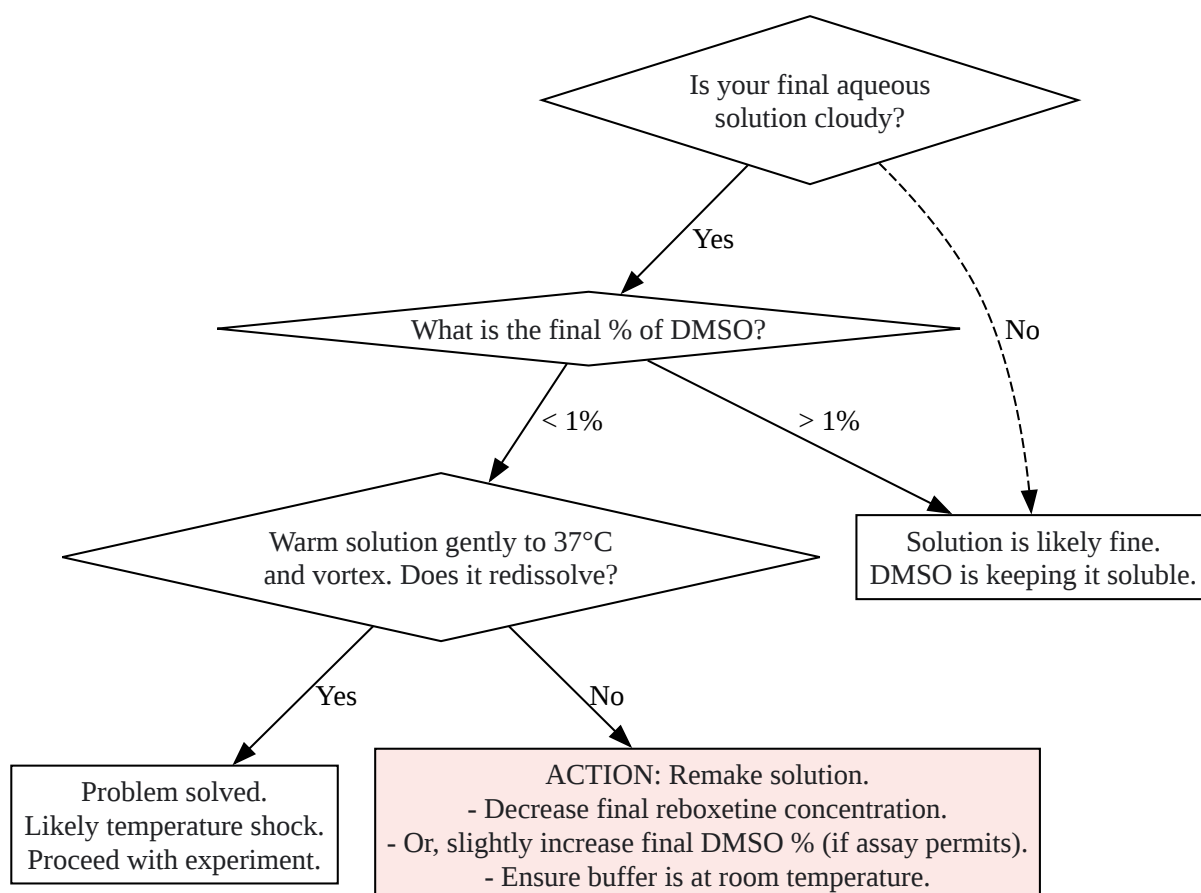 Is your final aqueous
solution cloudy?
Yes
What is the final % of DMSO?
No
< 1%
> 1%
Warm solution gently to 37°C
and vortex. Does it redissolve?
Solution is likely fine.
DMSO is keeping it soluble.
Yes
No
Problem solved.
Likely temperature shock.
Proceed with experiment.
ACTION: Remake solution.
- Decrease final reboxetine concentration.
- Or, slightly increase final DMSO % (if assay permits).
- Ensure buffer is at room temperature.